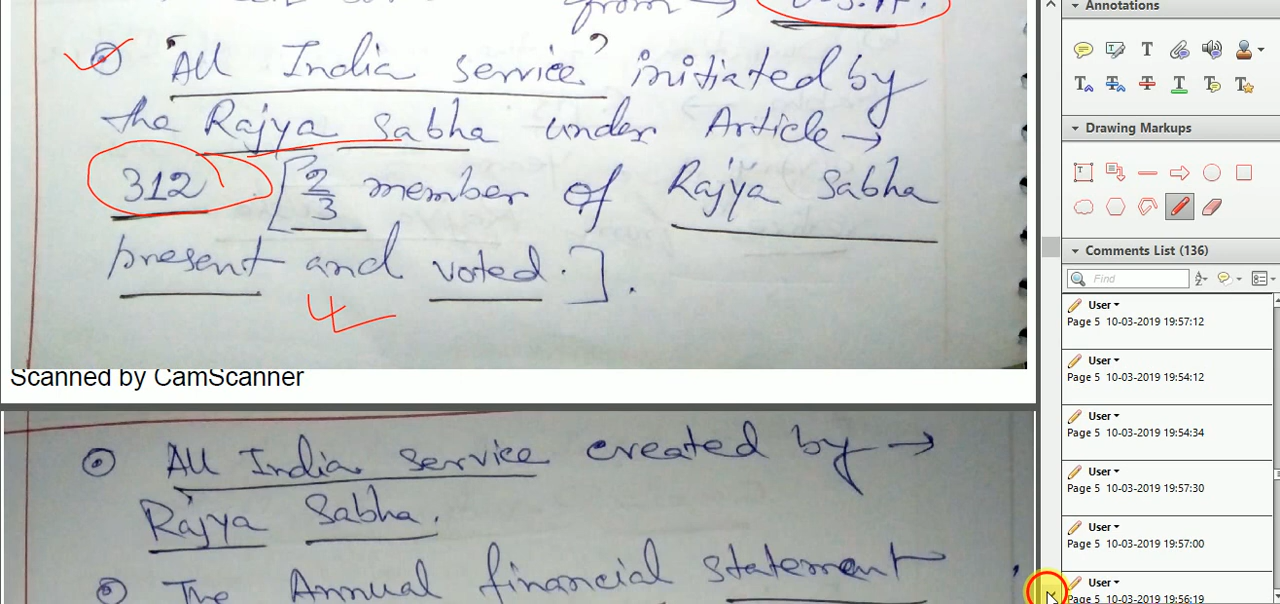 from → U.S.A.
'All India service' initiated by
the Rajya Sabha under Article →
312 [2/3 member of Rajya Sabha
present and voted.].
Scanned by CamScanner
All India service created by →
Rajya Sabha.
The Annual financial statement
Annotations
T
T T T T T T
Drawing Markups
T
Comments List (136)
Find
User
Page 5 10-03-2019 19:57:12
User
Page 5 10-03-2019 19:54:12
User
Page 5 10-03-2019 19:54:34
User
Page 5 10-03-2019 19:57:30
User
Page 5 10-03-2019 19:57:00
User
Page 5 10-03-2019 19:56:19